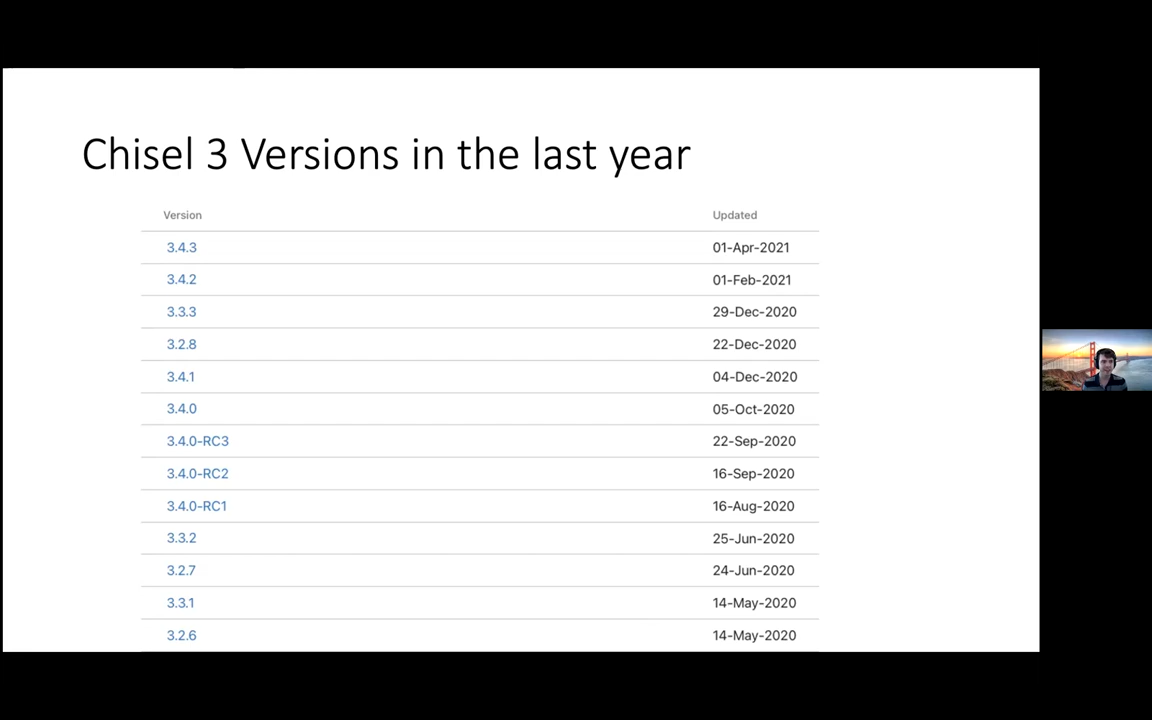 Chisel 3 Versions in the last year
Version Updated
3.4.3 01-Apr-2021
3.4.2 01-Feb-2021
3.3.3 29-Dec-2020
3.2.8 22-Dec-2020
3.4.1 04-Dec-2020
3.4.0 05-Oct-2020
3.4.0-RC3 22-Sep-2020
3.4.0-RC2 16-Sep-2020
3.4.0-RC1 16-Aug-2020
3.3.2 25-Jun-2020
3.2.7 24-Jun-2020
3.3.1 14-May-2020
3.2.6 14-May-2020